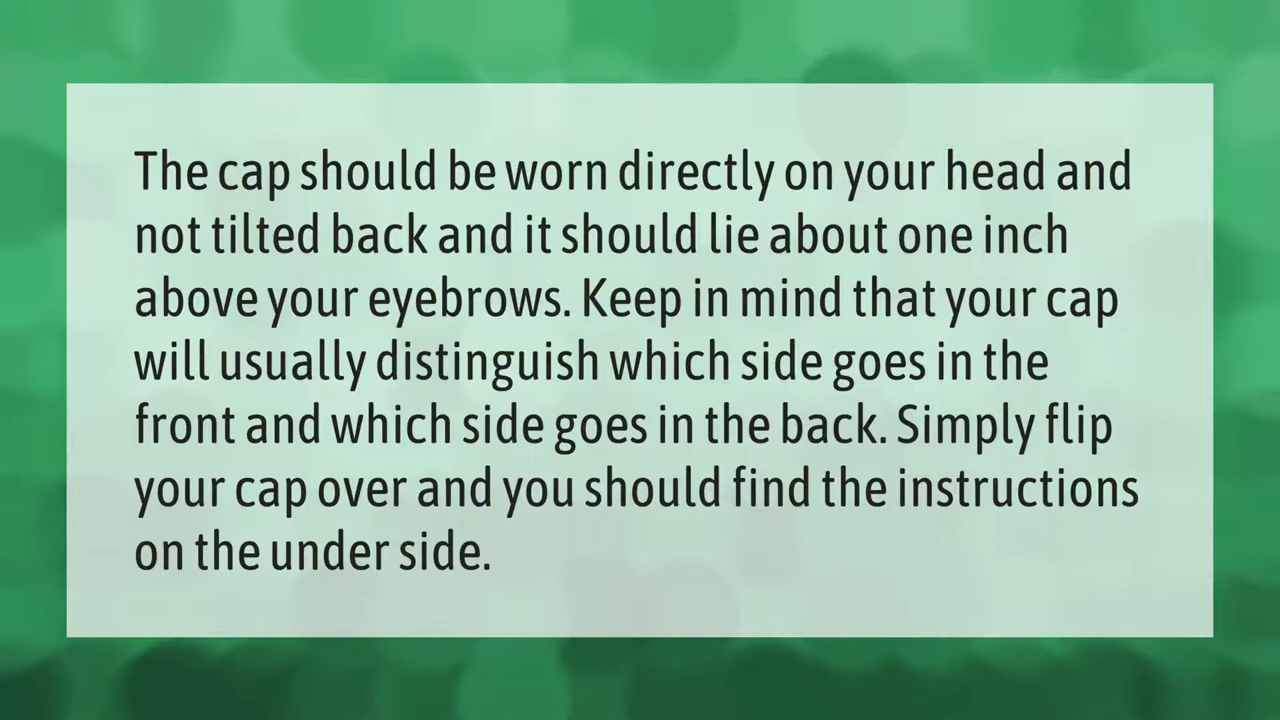 The cap should be worn directly on your head and
not tilted back and it should lie about one inch
above your eyebrows. Keep in mind that your cap
will usually distinguish which side goes in the
front and which side goes in the back. Simply flip
your cap over and you should find the instructions
on the under side.